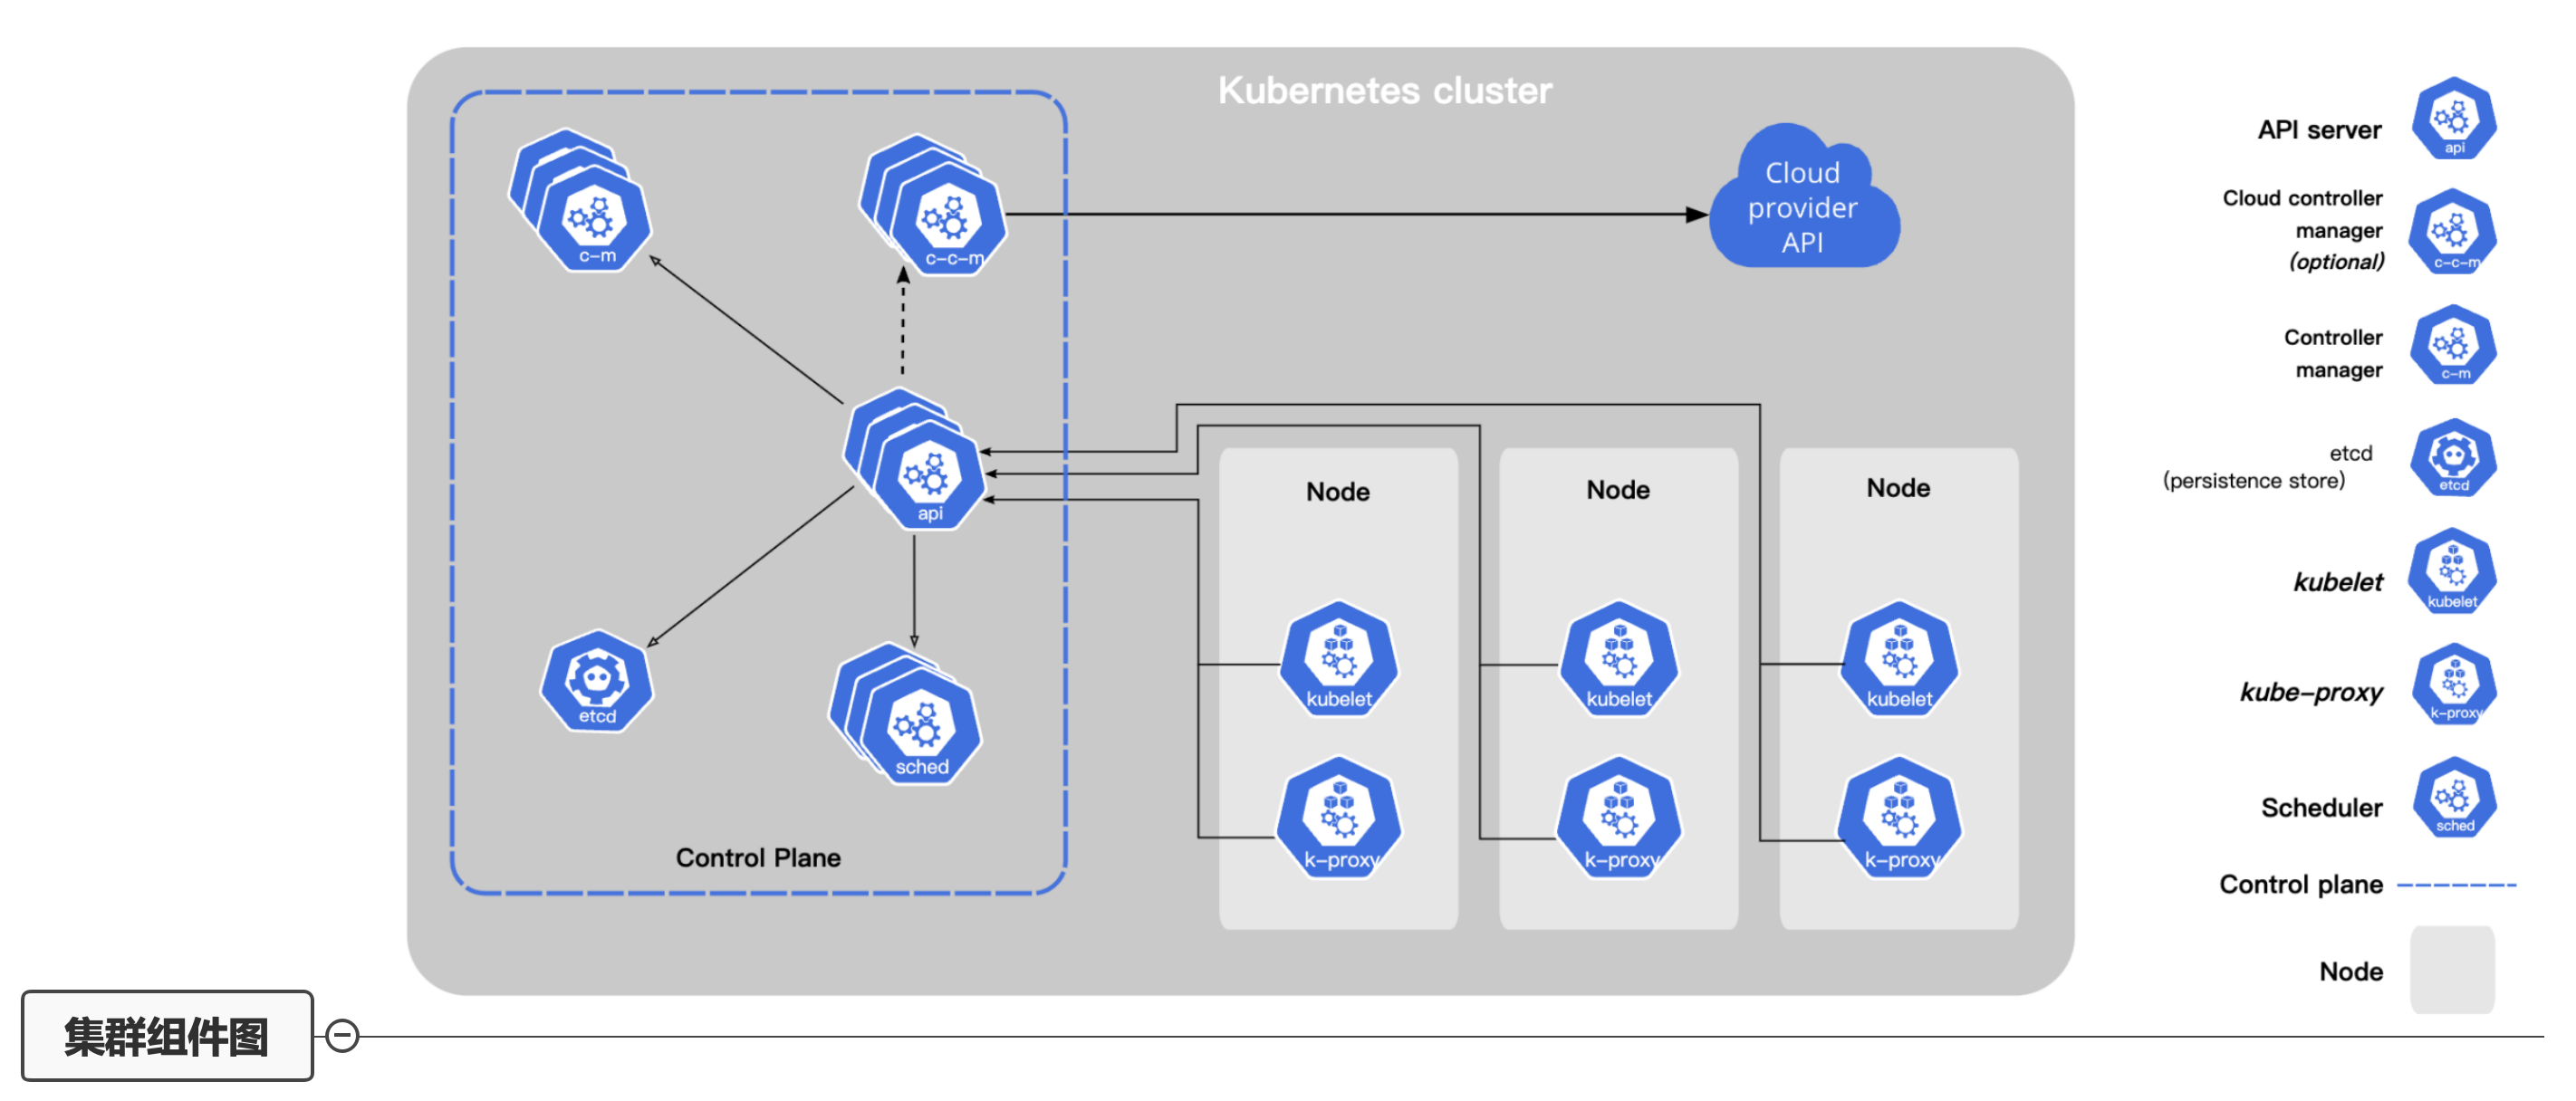 Kubernetes cluster
c-m
c-c-m
Cloud
provider
API
api
etcd
sched
Control Plane
Node
kubelet
k-proxy
Node
kubelet
k-proxy
Node
kubelet
k-proxy
API server
api
Cloud controller
manager
(optional)
c-c-m
Controller
manager
c-m
etcd
(persistence store)
etcd
kubelet
kubelet
kube-proxy
k-proxy
Scheduler
sched
Control plane
Node
集群组件图